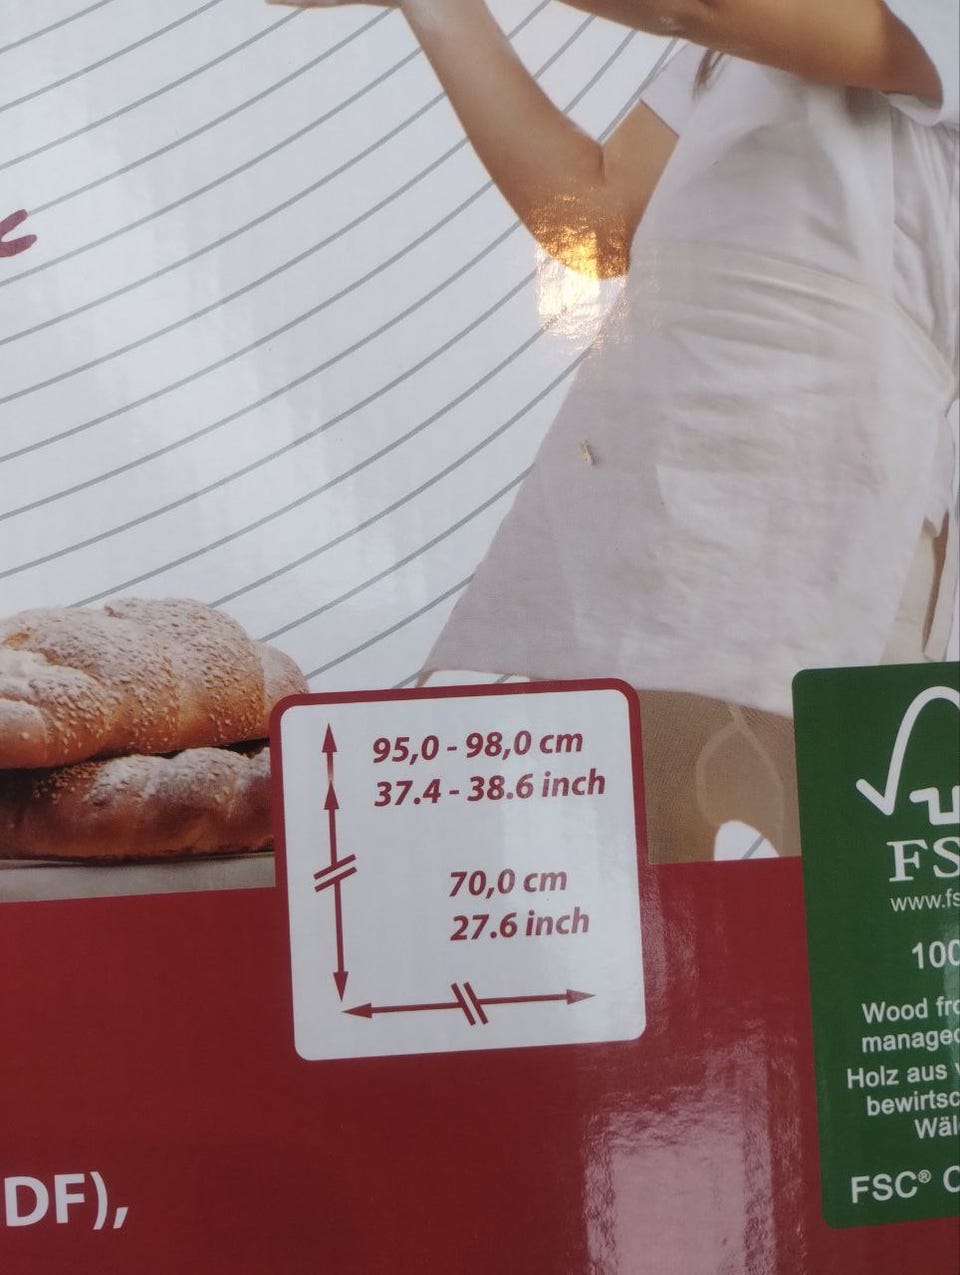 95,0 - 98,0 cm
37.4 - 38.6 inch
70,0 cm
27.6 inch
DF),
FS
www.fs
100
Wood fro
managed
Holz aus v
bewirtsc
Wäl
FSC® C